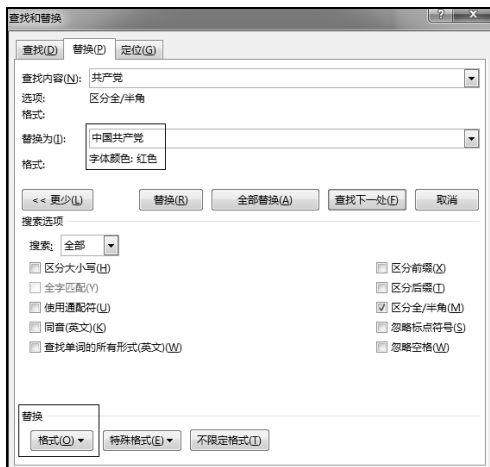 查找和替换
查找(D) 替换(P) 定位(G)
查找内容(N): 共产党
选项: 区分全/半角
格式:
替换为(I): 中国共产党
格式: 字体颜色: 红色
<< 更少(L) 替换(R) 全部替换(A) 查找下一处(F) 取消
搜索选项
搜索: 全部
区分大小写(H) 区分前缀(X)
全字匹配(Y) 区分后缀(T)
使用通配符(U) 区分全/半角(M)
同音(英文)(K) 忽略标点符号(S)
查找单词的所有形式(英文)(W) 忽略空格(W)
替换
格式(O) 特殊格式(E) 不限定格式(T)